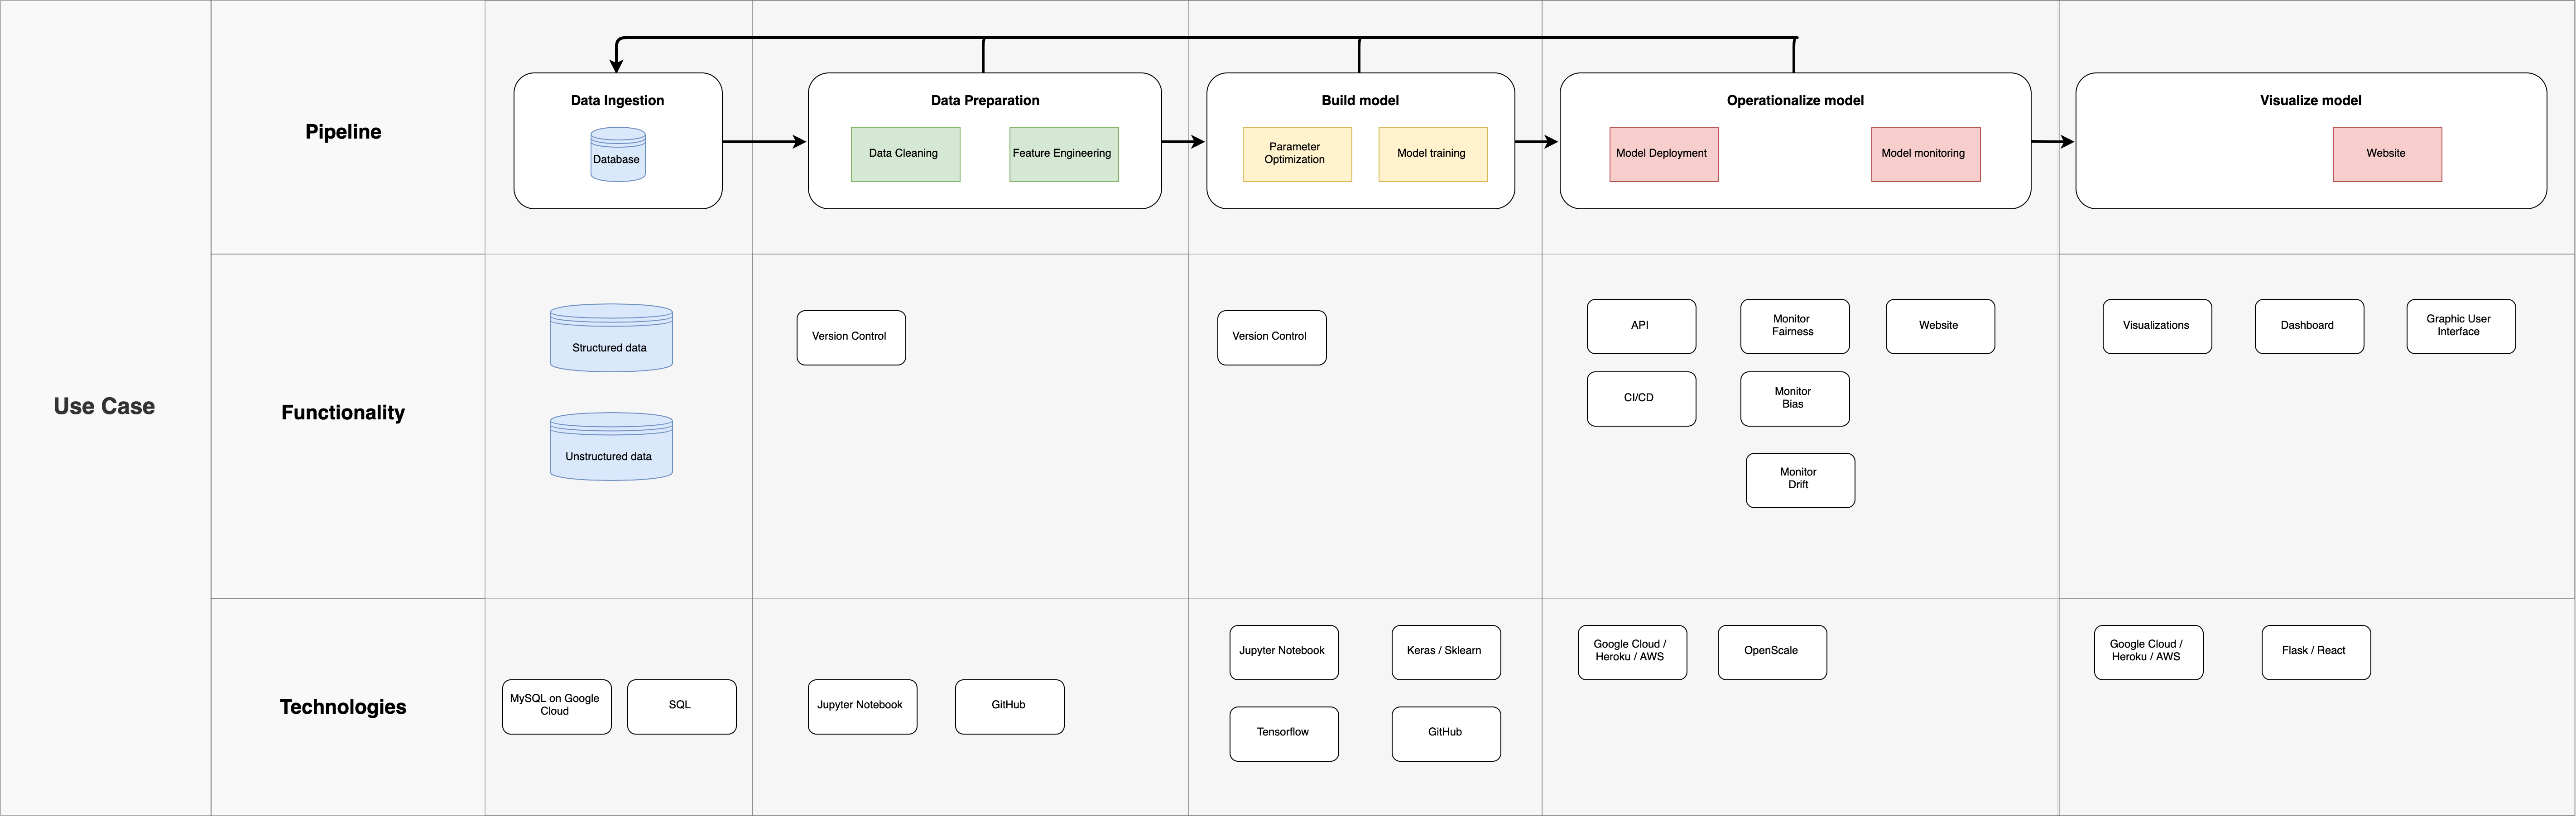 Use Case
Pipeline
Data Ingestion
Database
Data Preparation
Data Cleaning
Feature Engineering
Build model
Parameter
Optimization
Model training
Operationalize model
Model Deployment
Model monitoring
Visualize model
Website
Functionality
Structured data
Unstructured data
Version Control
Version Control
API
Monitor
Fairness
Website
CI/CD
Monitor
Bias
Monitor
Drift
Visualizations
Dashboard
Graphic User
Interface
Technologies
MySQL on Google
Cloud
SQL
Jupyter Notebook
GitHub
Jupyter Notebook
Keras / Sklearn
Tensorflow
GitHub
Google Cloud /
Heroku / AWS
OpenScale
Google Cloud /
Heroku / AWS
Flask / React